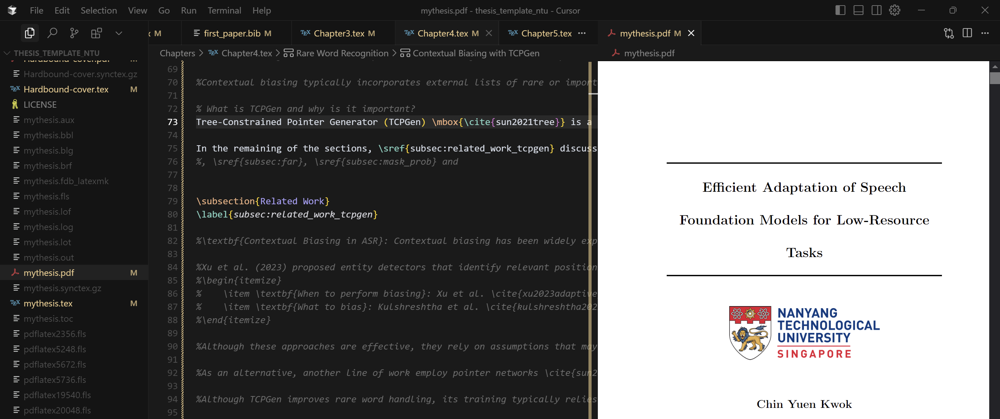 File Edit Selection View Go Run Terminal Help
mythesis.pdf - thesis_template_ntu - Cursor
M
first_paper.bib M
TEX Chapter3.tex M
TEX Chapter4.tex M
TEX Chapter5.tex ···
mythesis.pdf M
THESIS_TEMPLATE_NTU
Hardbound-cover.pdf M
Hardbound-cover.synctex.gz
TEX Hardbound-cover.tex M
LICENSE
mythesis.aux
mythesis.bbl
mythesis.blg
mythesis.brf
mythesis.fdb_latexmk
mythesis.fls
mythesis.lof
mythesis.log
mythesis.lot
mythesis.out
mythesis.pdf M
mythesis.synctex.gz
TEX mythesis.tex M
mythesis.toc
pdflatex2356.fls
pdflatex5248.fls
pdflatex5672.fls
pdflatex5736.fls
pdflatex19540.fls
pdflatex20048.fls
Chapters > TEX Chapter4.tex > Rare Word Recognition > Contextual Biasing with TCPGen
69
70 %Contextual biasing typically incorporates external lists of rare or import
71
72 % What is TCPGen and why is it important?
73 Tree-Constrained Pointer Generator (TCPGen) \mbox{\cite{sun2021tree}} is a
74
75 In the remaining of the sections, \sref{subsec:related_work_tcpgen} discuss
76 %, \sref{subsec:far}, \sref{subsec:mask_prob} and
77
78
79 \subsection{Related Work}
80 \label{subsec:related_work_tcpgen}
81
82 %\textbf{Contextual Biasing in ASR}: Contextual biasing has been widely exp
83
84 %Xu et al. (2023) proposed entity detectors that identify relevant position
85 %\begin{itemize}
86 %    \item \textbf{When to perform biasing}: Xu et al. \cite{xu2023adaptive
87 %    \item \textbf{What to bias}: Kulshreshtha et al. \cite{kulshreshtha202
88 %\end{itemize}
89
90 %Although these approaches are effective, they rely on assumptions that may
91
92 %As an alternative, another line of work employ pointer networks \cite{sun2
93
94 %Although TCPGen improves rare word handling, its training typically relies
95
mythesis.pdf
Efficient Adaptation of Speech
Foundation Models for Low-Resource
Tasks
NANYANG
TECHNOLOGICAL
UNIVERSITY
SINGAPORE
Chin Yuen Kwok